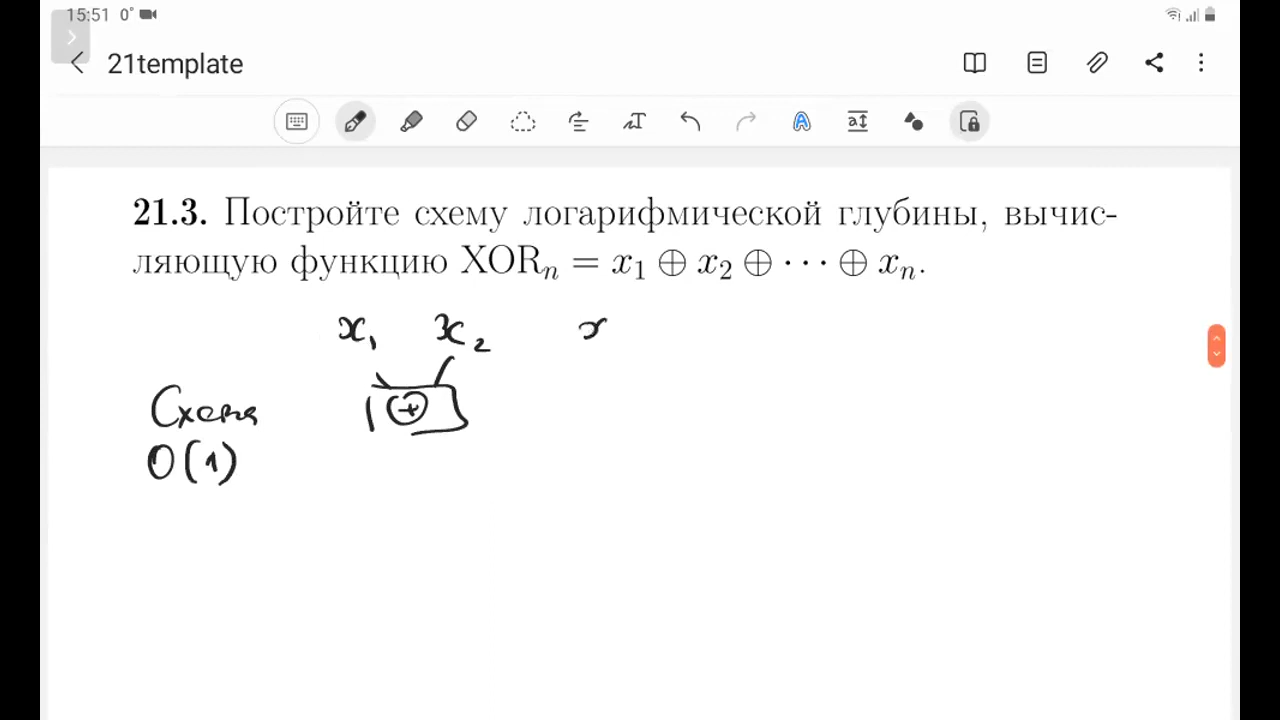 15:51 0°
21template
21.3. Постройте схему логарифмической глубины, вычис-
ляющую функцию XORₙ = x₁ ⊕ x₂ ⊕ ⋯ ⊕ xₙ.
x₁ x₂ x
⊕
Схема
O(1)